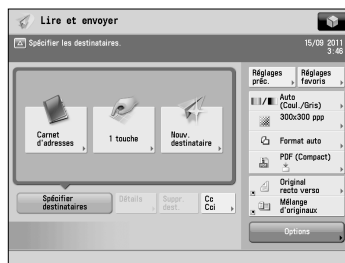 Lire et envoyer
Spécifier les destinataires.
15/09 2011
3:46
Carnet
d'adresses
1 touche
Nouv.
destinataire
Spécifier
destinataires
Détails
Suppr.
dest.
Cc
Cci
Réglages
préc.
Réglages
favoris
Auto
(Coul./Gris)
300x300 ppp
Format auto
PDF (Compact)
Original
recto verso
Mélange
d'originaux
Options